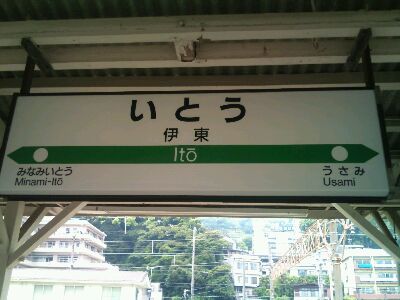 いとう
伊東
Itō
みなみいとう
Minami-Itō
うさみ
Usami